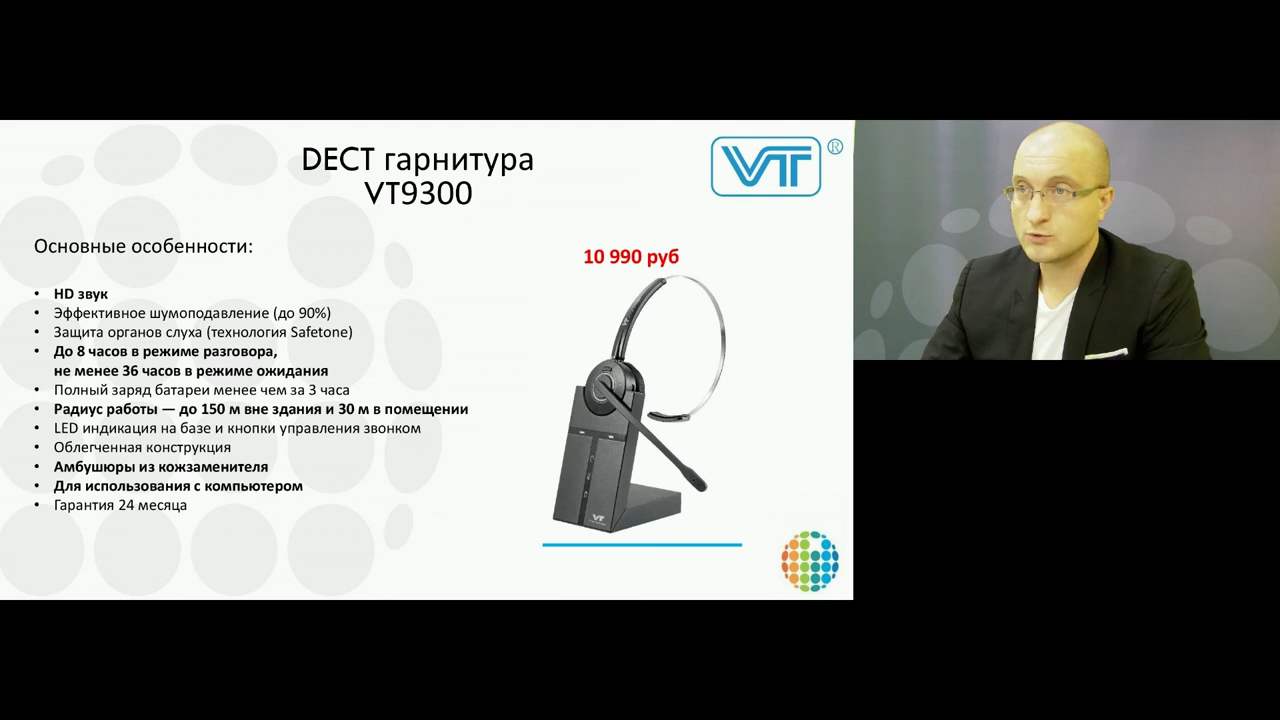 DECT гарнитура
VT9300
VT®
Основные особенности:
10 990 руб
• HD звук
• Эффективное шумоподавление (до 90%)
• Защита органов слуха (технология Safetone)
• До 8 часов в режиме разговора,
не менее 36 часов в режиме ожидания
• Полный заряд батареи менее чем за 3 часа
• Радиус работы — до 150 м вне здания и 30 м в помещении
• LED индикация на базе и кнопки управления звонком
• Облегченная конструкция
• Амбушюры из кожзаменителя
• Для использования с компьютером
• Гарантия 24 месяца
VT
VT